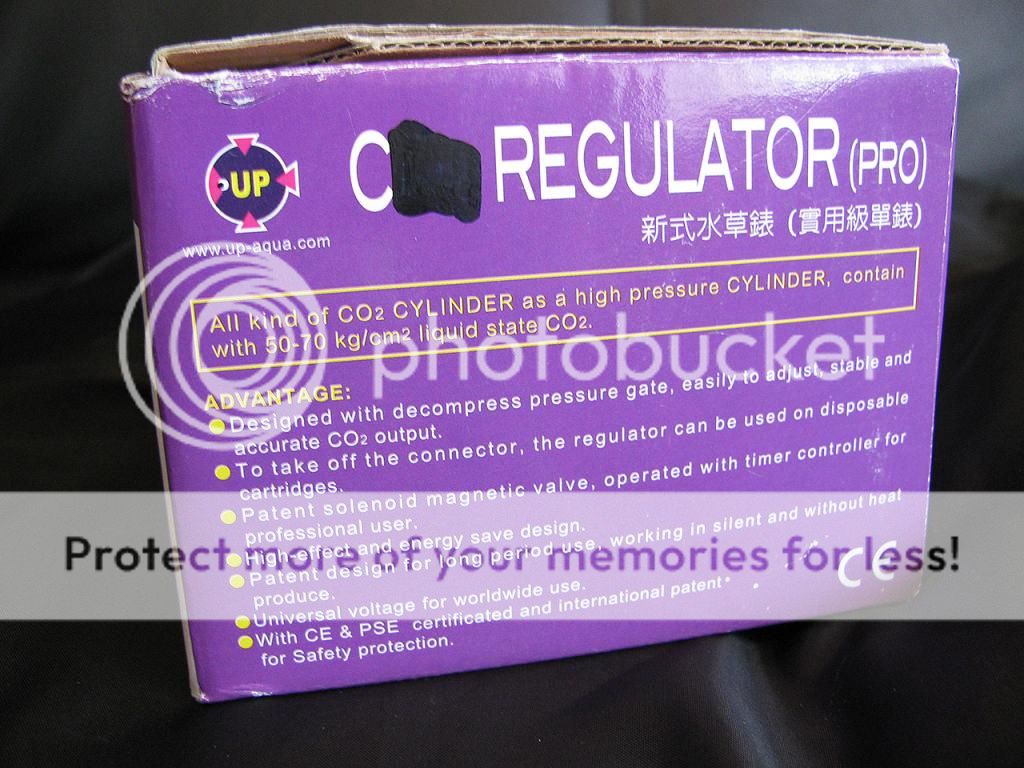 UP
www.up-aqua.com
C REGULATOR (PRO)
新式水草錶 (實用級單錶)
All kind of CO2 CYLINDER as a high pressure CYLINDER, contain
with 50-70 kg/cm2 liquid state CO2.
photobucket
ADVANTAGE:
Designed with decompress pressure gate, easily to adjust, stable and
accurate CO2 output.
To take off the connector, the regulator can be used on disposable
cartridges.
Patent solenoid magnetic valve, operated with timer controller for
professional user.
High-effect and energy save design.
Patent design for long period use, working in silent and without heat
produce.
Universal voltage for worldwide use.
With CE & PSE certificated and international patent
for Safety protection.
CE
Protect more of your memories for less!